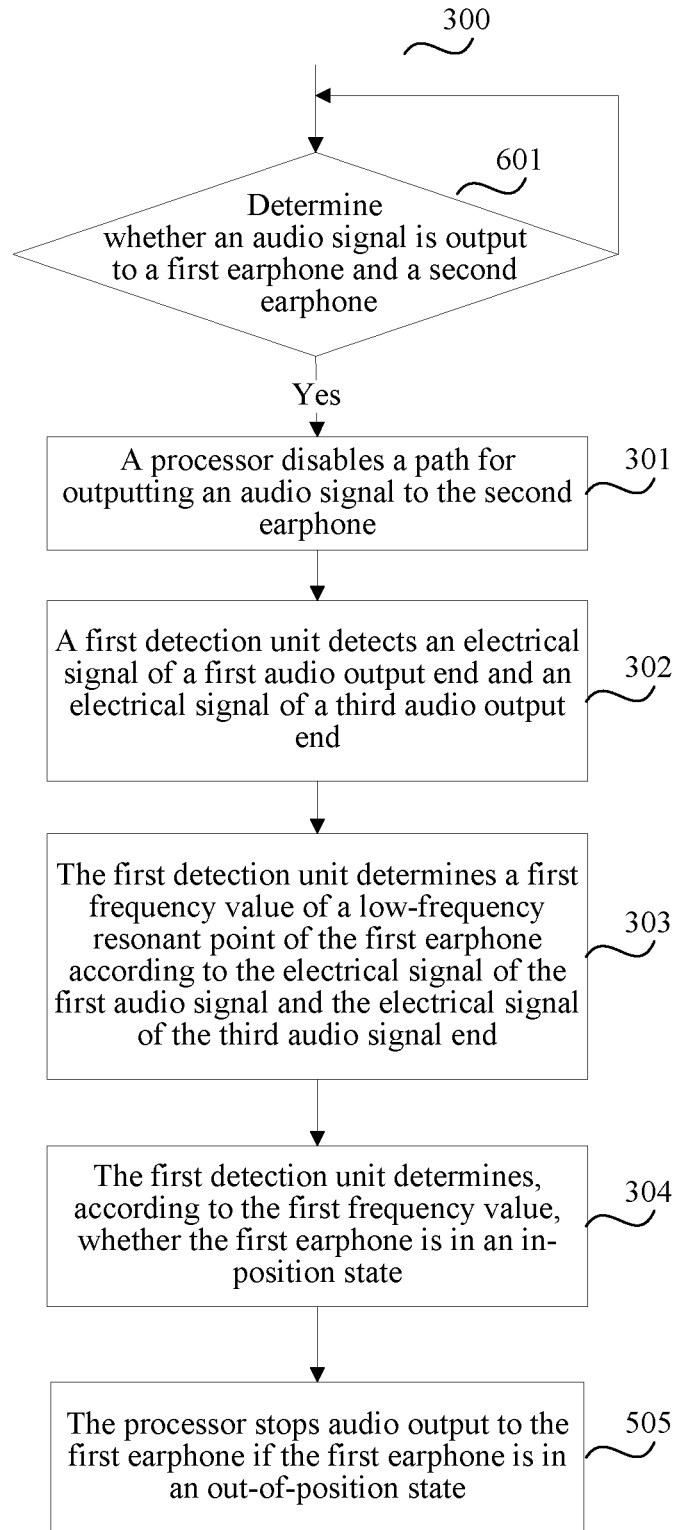 300
601
Determine
whether an audio signal is output
to a first earphone and a second
earphone
Yes
A processor disables a path for
outputting an audio signal to the second
earphone
301
A first detection unit detects an electrical
signal of a first audio output end and an
electrical signal of a third audio output
end
302
The first detection unit determines a first
frequency value of a low-frequency
resonant point of the first earphone
according to the electrical signal of the
first audio signal and the electrical signal
of the third audio signal end
303
The first detection unit determines,
according to the first frequency value,
whether the first earphone is in an in-
position state
304
The processor stops audio output to the
first earphone if the first earphone is in
an out-of-position state
505